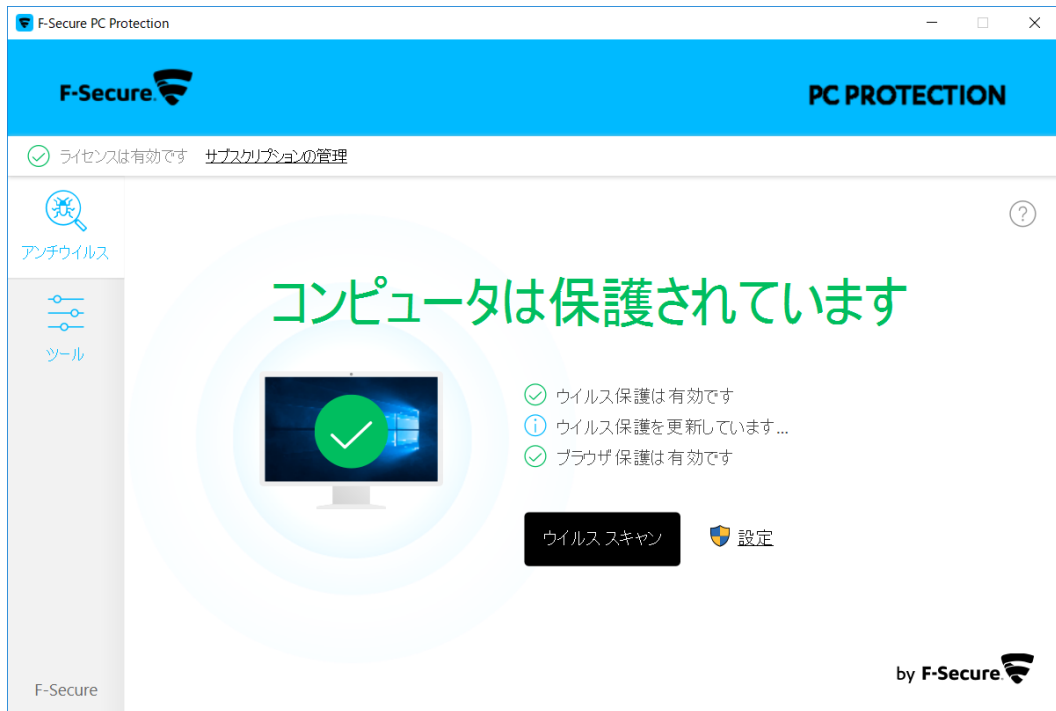 F-Secure PC Protection
F-Secure
PC PROTECTION
ライセンスは有効です サブスクリプションの管理
アンチウイルス
ツール
コンピュータは保護されています
ウイルス保護は有効です
ウイルス保護を更新しています...
ブラウザ保護は有効です
ウイルス スキャン
設定
F-Secure
by F-Secure